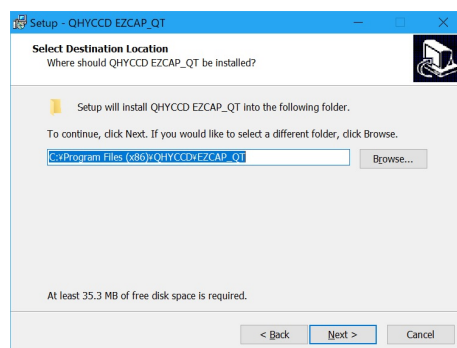 Setup - QHYCCD EZCAP_QT
Select Destination Location
Where should QHYCCD EZCAP_QT be installed?
Setup will install QHYCCD EZCAP_QT into the following folder.
To continue, click Next. If you would like to select a different folder, click Browse.
C:¥Program Files (x86)¥QHYCCD¥EZCAP_QT
Browse...
At least 35.3 MB of free disk space is required.
< Back Next > Cancel